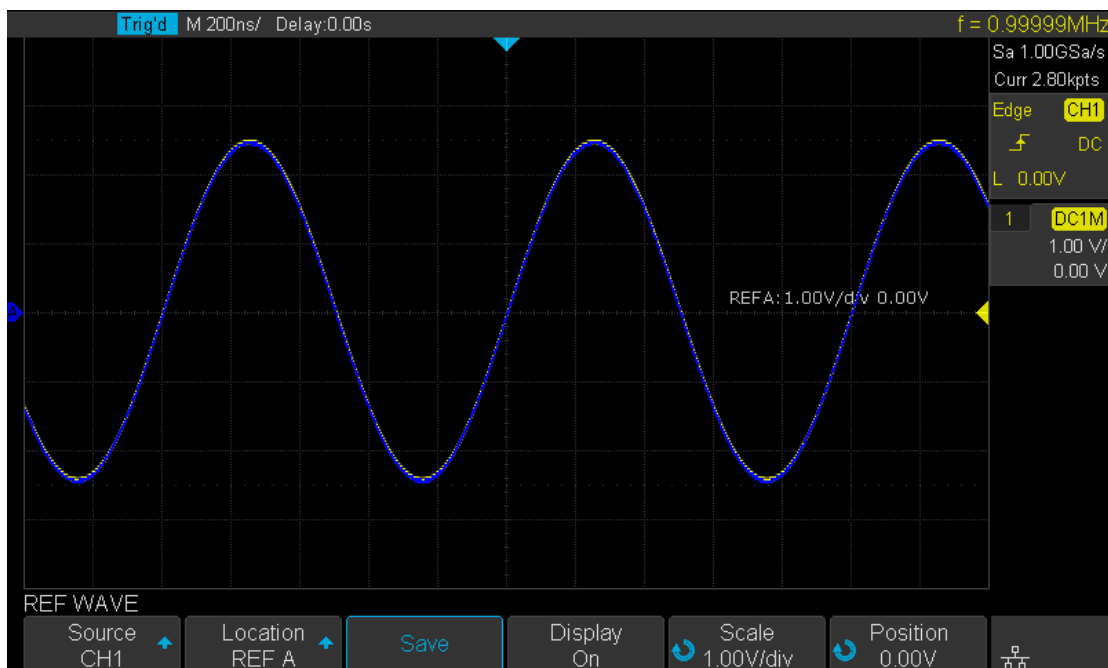 Trig'd M 200ns/ Delay:0.00s f = 0.99999MHz
Sa 1.00GSa/s
Curr 2.80kpts
Edge CH1
DC
L 0.00V
1 DC1M
1.00 V/
0.00 V
REFA:1.00V/div 0.00V
A
REF WAVE
Source
CH1
Location
REF A
Save
Display
On
Scale
1.00V/div
Position
0.00V